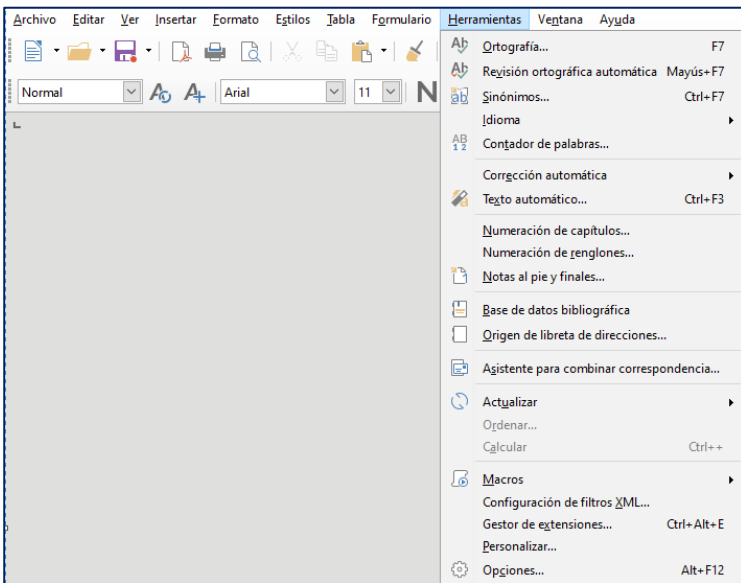 Archivo Editar Ver Insertar Formato Estilos Tabla Formulario Herramientas Ventana Ayuda
Normal Arial 11 N
Ortografía... F7
Revisión ortográfica automática Mayús+F7
Sinónimos... Ctrl+F7
Idioma
Contador de palabras...
Corrección automática
Texto automático... Ctrl+F3
Numeración de capítulos...
Numeración de renglones...
Notas al pie y finales...
Base de datos bibliográfica
Origen de libreta de direcciones...
Asistente para combinar correspondencia...
Actualizar
Ordenar...
Calcular Ctrl++
Macros
Configuración de filtros XML...
Gestor de extensiones... Ctrl+Alt+E
Personalizar...
Opciones... Alt+F12